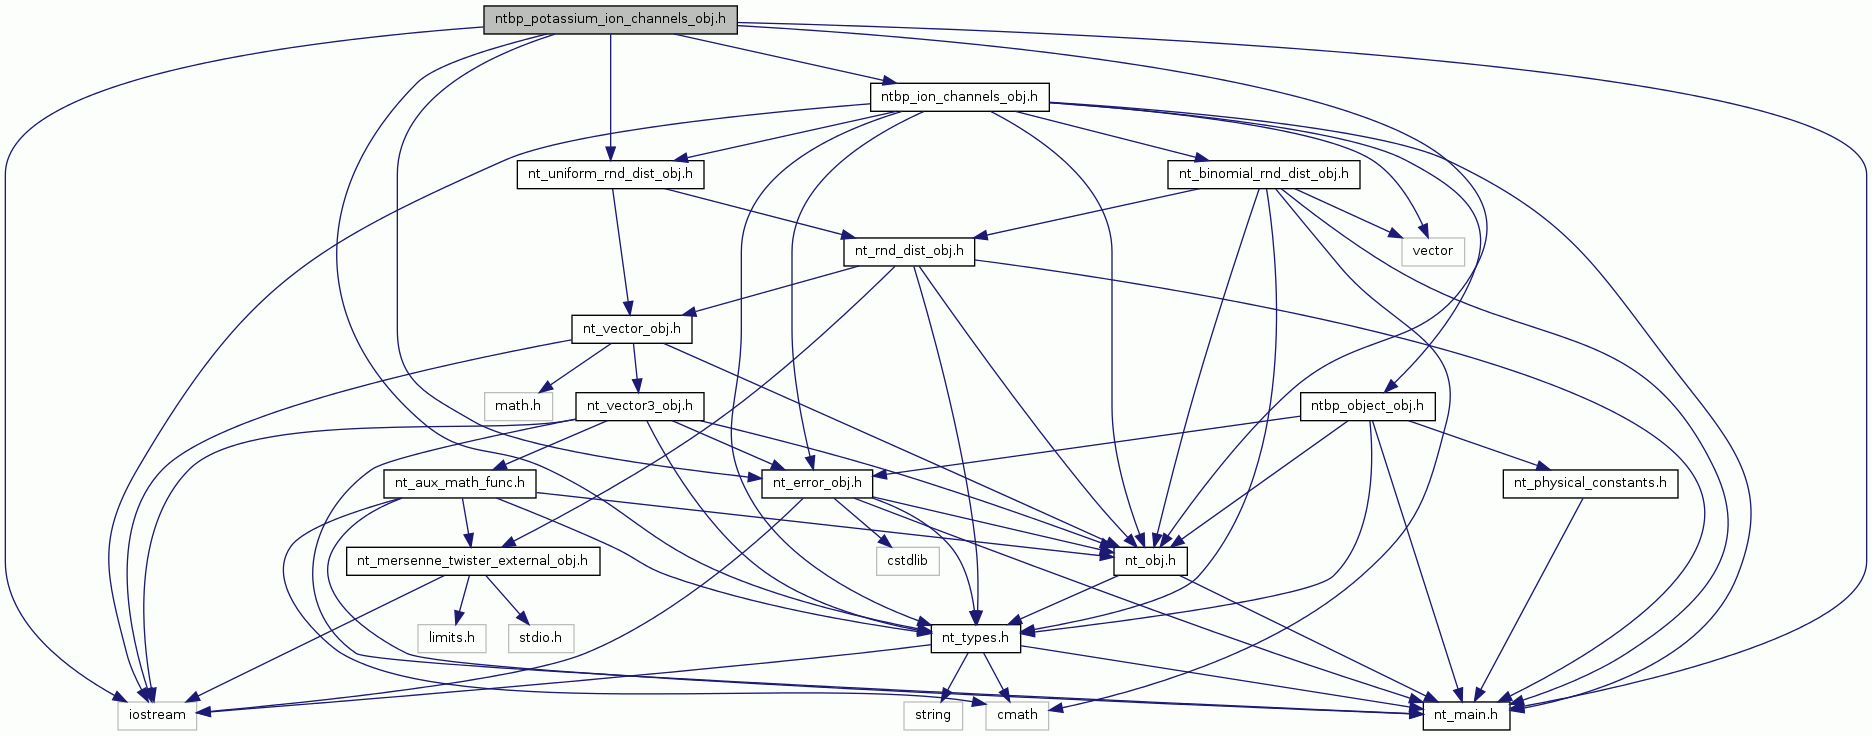 ntbp_potassium_ion_channels_obj.h
ntbp_ion_channels_obj.h
nt_uniform_rnd_dist_obj.h
nt_binomial_rnd_dist_obj.h
nt_rnd_dist_obj.h
vector
nt_vector_obj.h
math.h
nt_vector3_obj.h
ntbp_object_obj.h
nt_aux_math_func.h
nt_error_obj.h
nt_physical_constants.h
nt_mersenne_twister_external_obj.h
cstdlib
nt_obj.h
limits.h
stdio.h
nt_types.h
iostream
string
cmath
nt_main.h